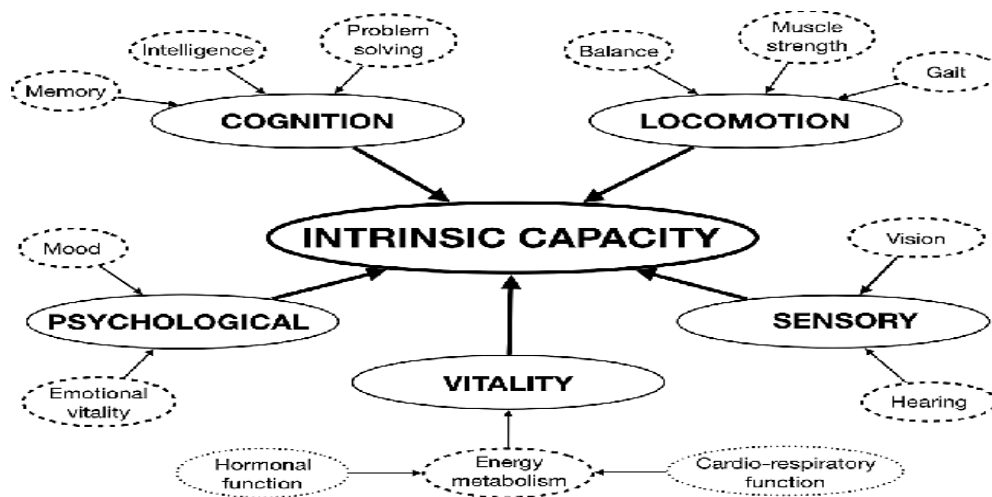 Problem
solving
Intelligence
Memory
COGNITION
Muscle
strength
Balance
Gait
LOCOMOTION
INTRINSIC CAPACITY
Mood
PSYCHOLOGICAL
Emotional
vitality
Vision
SENSORY
Hearing
VITALITY
Hormonal
function
Energy
metabolism
Cardio-respiratory
function